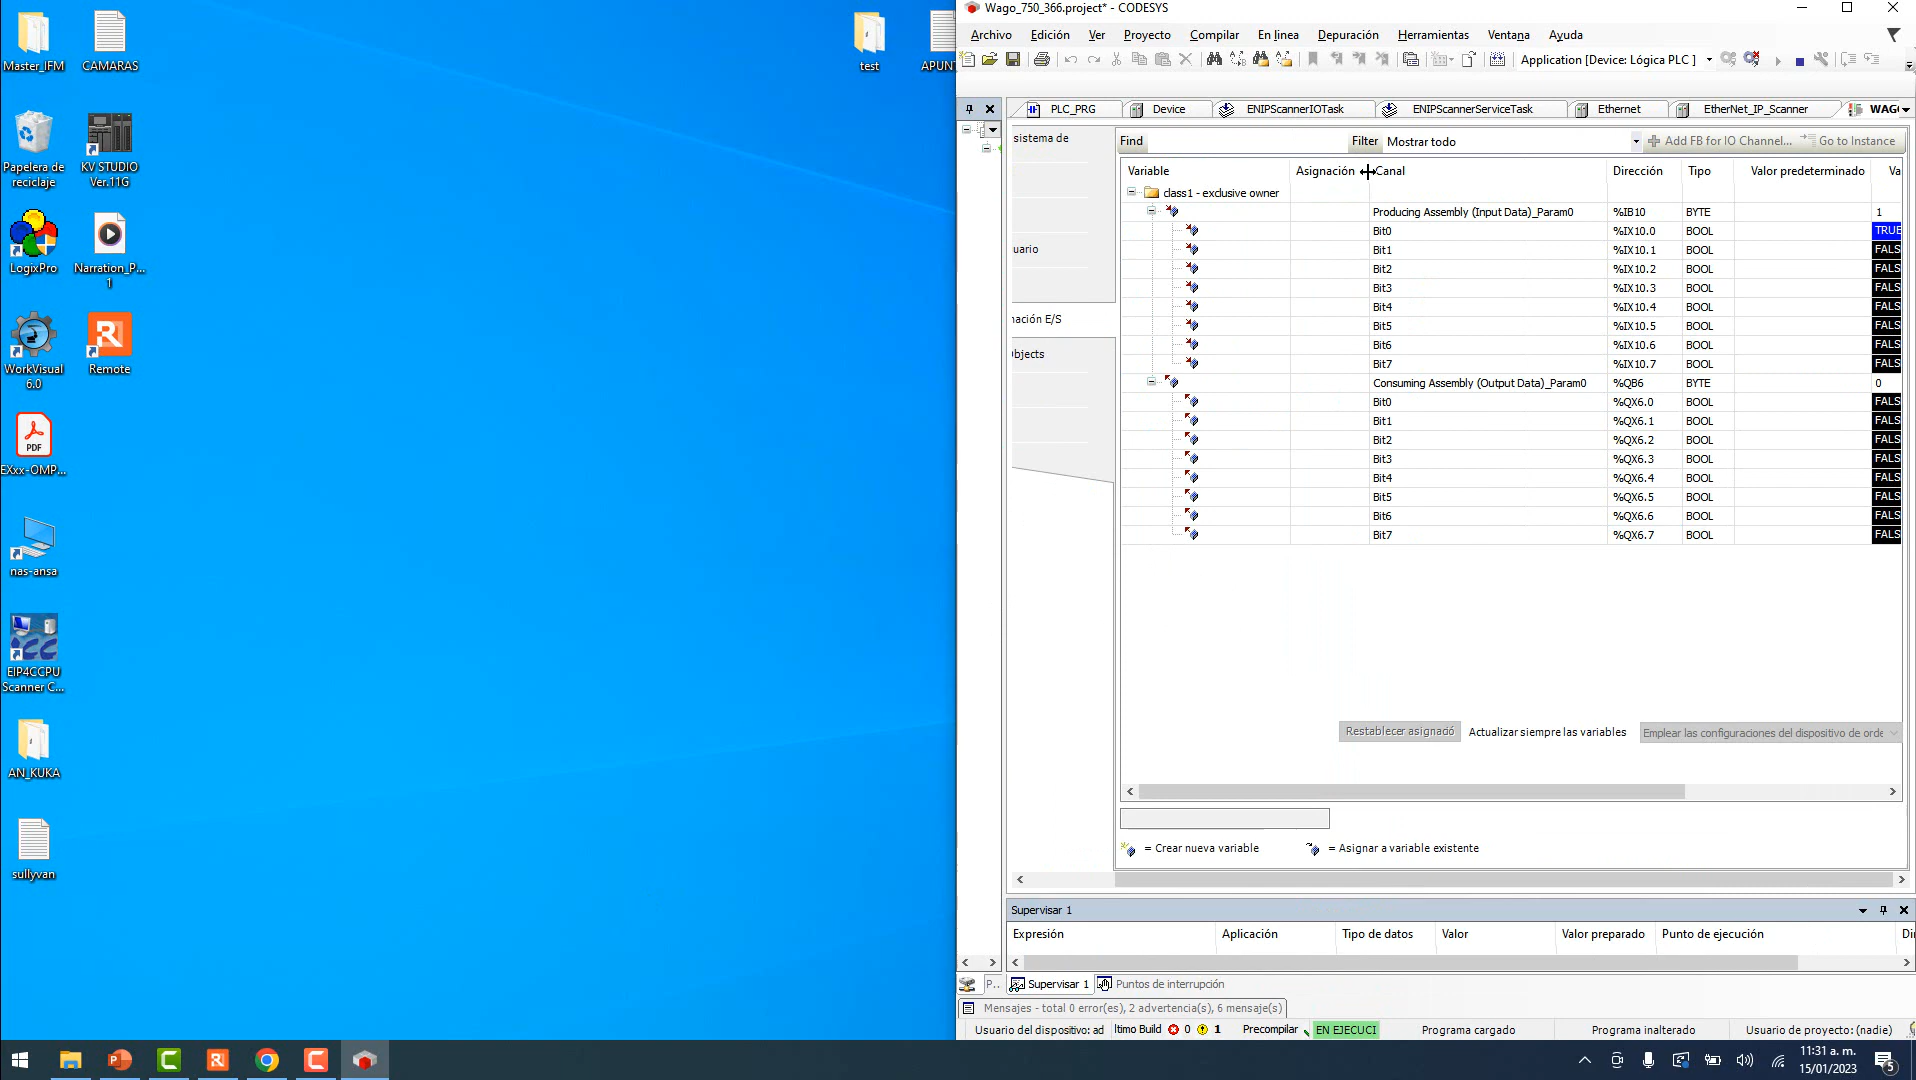 Master_IFM
CAMARAS
test
Papelera de
reciclaje
KV STUDIO
Ver.11G
LogixPro
Narration_P...
1
WorkVisual
6.0
Remote
PDF
EXxx-OMP...
nas-ansa
EIP4CCPU
Scanner C...
AN_KUKA
sullyvan
Wago_750_366.project* - CODESYS
Archivo Edición Ver Proyecto Compilar En línea Depuración Herramientas Ventana Ayuda
Application [Device: Lógica PLC ]
PLC_PRG Device ENIPScannerIOTask ENIPScannerServiceTask Ethernet EtherNet_IP_Scanner WAG
sistema de
Find Filter Mostrar todo Add FB for IO Channel... Go to Instance
Variable Asignación Canal Dirección Tipo Valor predeterminado Va
class1 - exclusive owner
Producing Assembly (Input Data)_Param0 %IB10 BYTE 1
Bit0 %IX10.0 BOOL TRUE
Bit1 %IX10.1 BOOL FALS
Bit2 %IX10.2 BOOL FALS
Bit3 %IX10.3 BOOL FALS
Bit4 %IX10.4 BOOL FALS
Bit5 %IX10.5 BOOL FALS
Bit6 %IX10.6 BOOL FALS
Bit7 %IX10.7 BOOL FALS
Consuming Assembly (Output Data)_Param0 %QB6 BYTE 0
Bit0 %QX6.0 BOOL FALS
Bit1 %QX6.1 BOOL FALS
Bit2 %QX6.2 BOOL FALS
Bit3 %QX6.3 BOOL FALS
Bit4 %QX6.4 BOOL FALS
Bit5 %QX6.5 BOOL FALS
Bit6 %QX6.6 BOOL FALS
Bit7 %QX6.7 BOOL FALS
uario
nación E/S
bjects
Restablecer asignació Actualizar siempre las variables Emplear las configuraciones del dispositivo de orde
= Crear nueva variable = Asignar a variable existente
Supervisar 1
Expresión Aplicación Tipo de datos Valor Valor preparado Punto de ejecución Di
P... Supervisar 1 Puntos de interrupción
Mensajes - total 0 error(es), 2 advertencia(s), 6 mensaje(s)
Usuario del dispositivo: ad ltimo Build 0 1 Precompilar EN EJECUCI Programa cargado Programa inalterado Usuario de proyecto: (nadie)
11:31 a. m.
15/01/2023
5